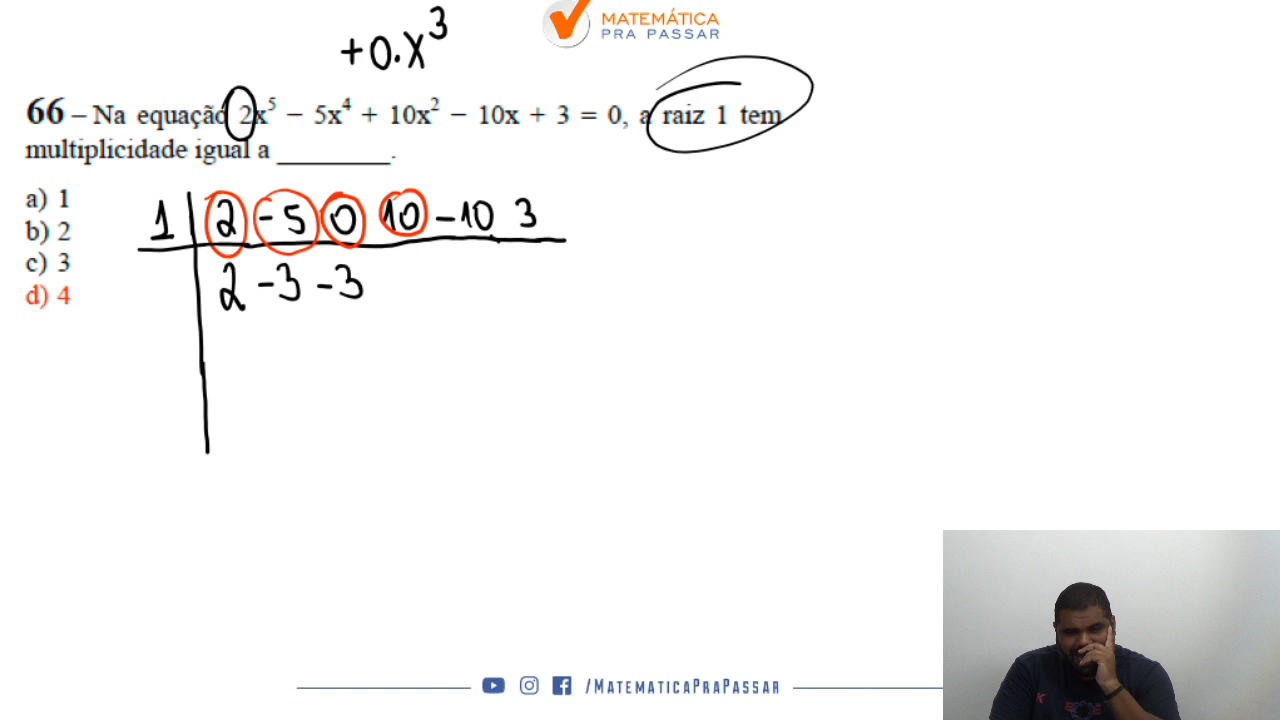 MATEMÁTICA
PRA PASSAR
+0.x³
66 – Na equação 2x⁵ − 5x⁴ + 10x² − 10x + 3 = 0, a raiz 1 tem
multiplicidade igual a ________.
a) 1
b) 2
c) 3
d) 4
1 | 2 -5 0 10 -10 3
2 -3 -3
/MATEMATICAPRAPASSAR